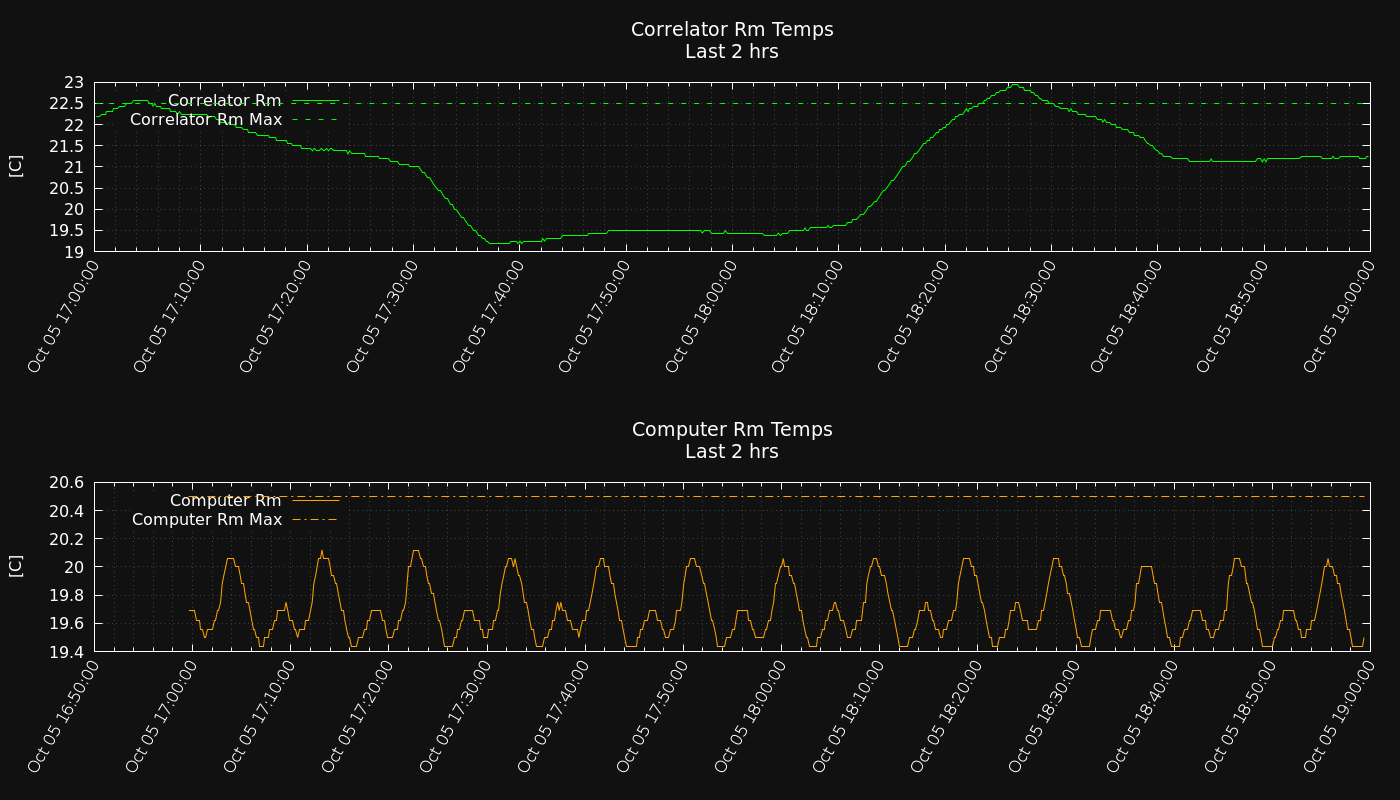 Correlator Rm Temps
Last 2 hrs
23
22.5
22
21.5
21
20.5
20
19.5
19
[C]
Correlator Rm
Correlator Rm Max
Oct 05 17:00:00
Oct 05 17:10:00
Oct 05 17:20:00
Oct 05 17:30:00
Oct 05 17:40:00
Oct 05 17:50:00
Oct 05 18:00:00
Oct 05 18:10:00
Oct 05 18:20:00
Oct 05 18:30:00
Oct 05 18:40:00
Oct 05 18:50:00
Oct 05 19:00:00
Computer Rm Temps
Last 2 hrs
20.6
20.4
20.2
20
19.8
19.6
19.4
[C]
Computer Rm
Computer Rm Max
Oct 05 16:50:00
Oct 05 17:00:00
Oct 05 17:10:00
Oct 05 17:20:00
Oct 05 17:30:00
Oct 05 17:40:00
Oct 05 17:50:00
Oct 05 18:00:00
Oct 05 18:10:00
Oct 05 18:20:00
Oct 05 18:30:00
Oct 05 18:40:00
Oct 05 18:50:00
Oct 05 19:00:00